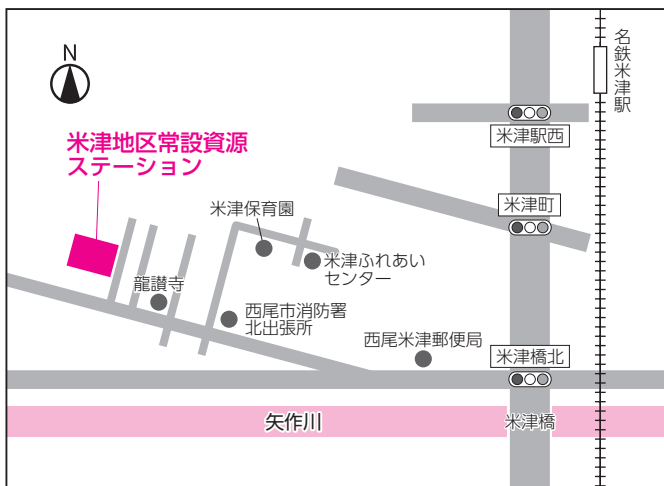 N
名鉄米津駅
米津駅西
米津地区常設資源
ステーション
米津保育園
米津町
米津ふれあい
センター
龍讃寺
西尾市消防署
北出張所
西尾米津郵便局
米津橋北
矢作川
米津橋